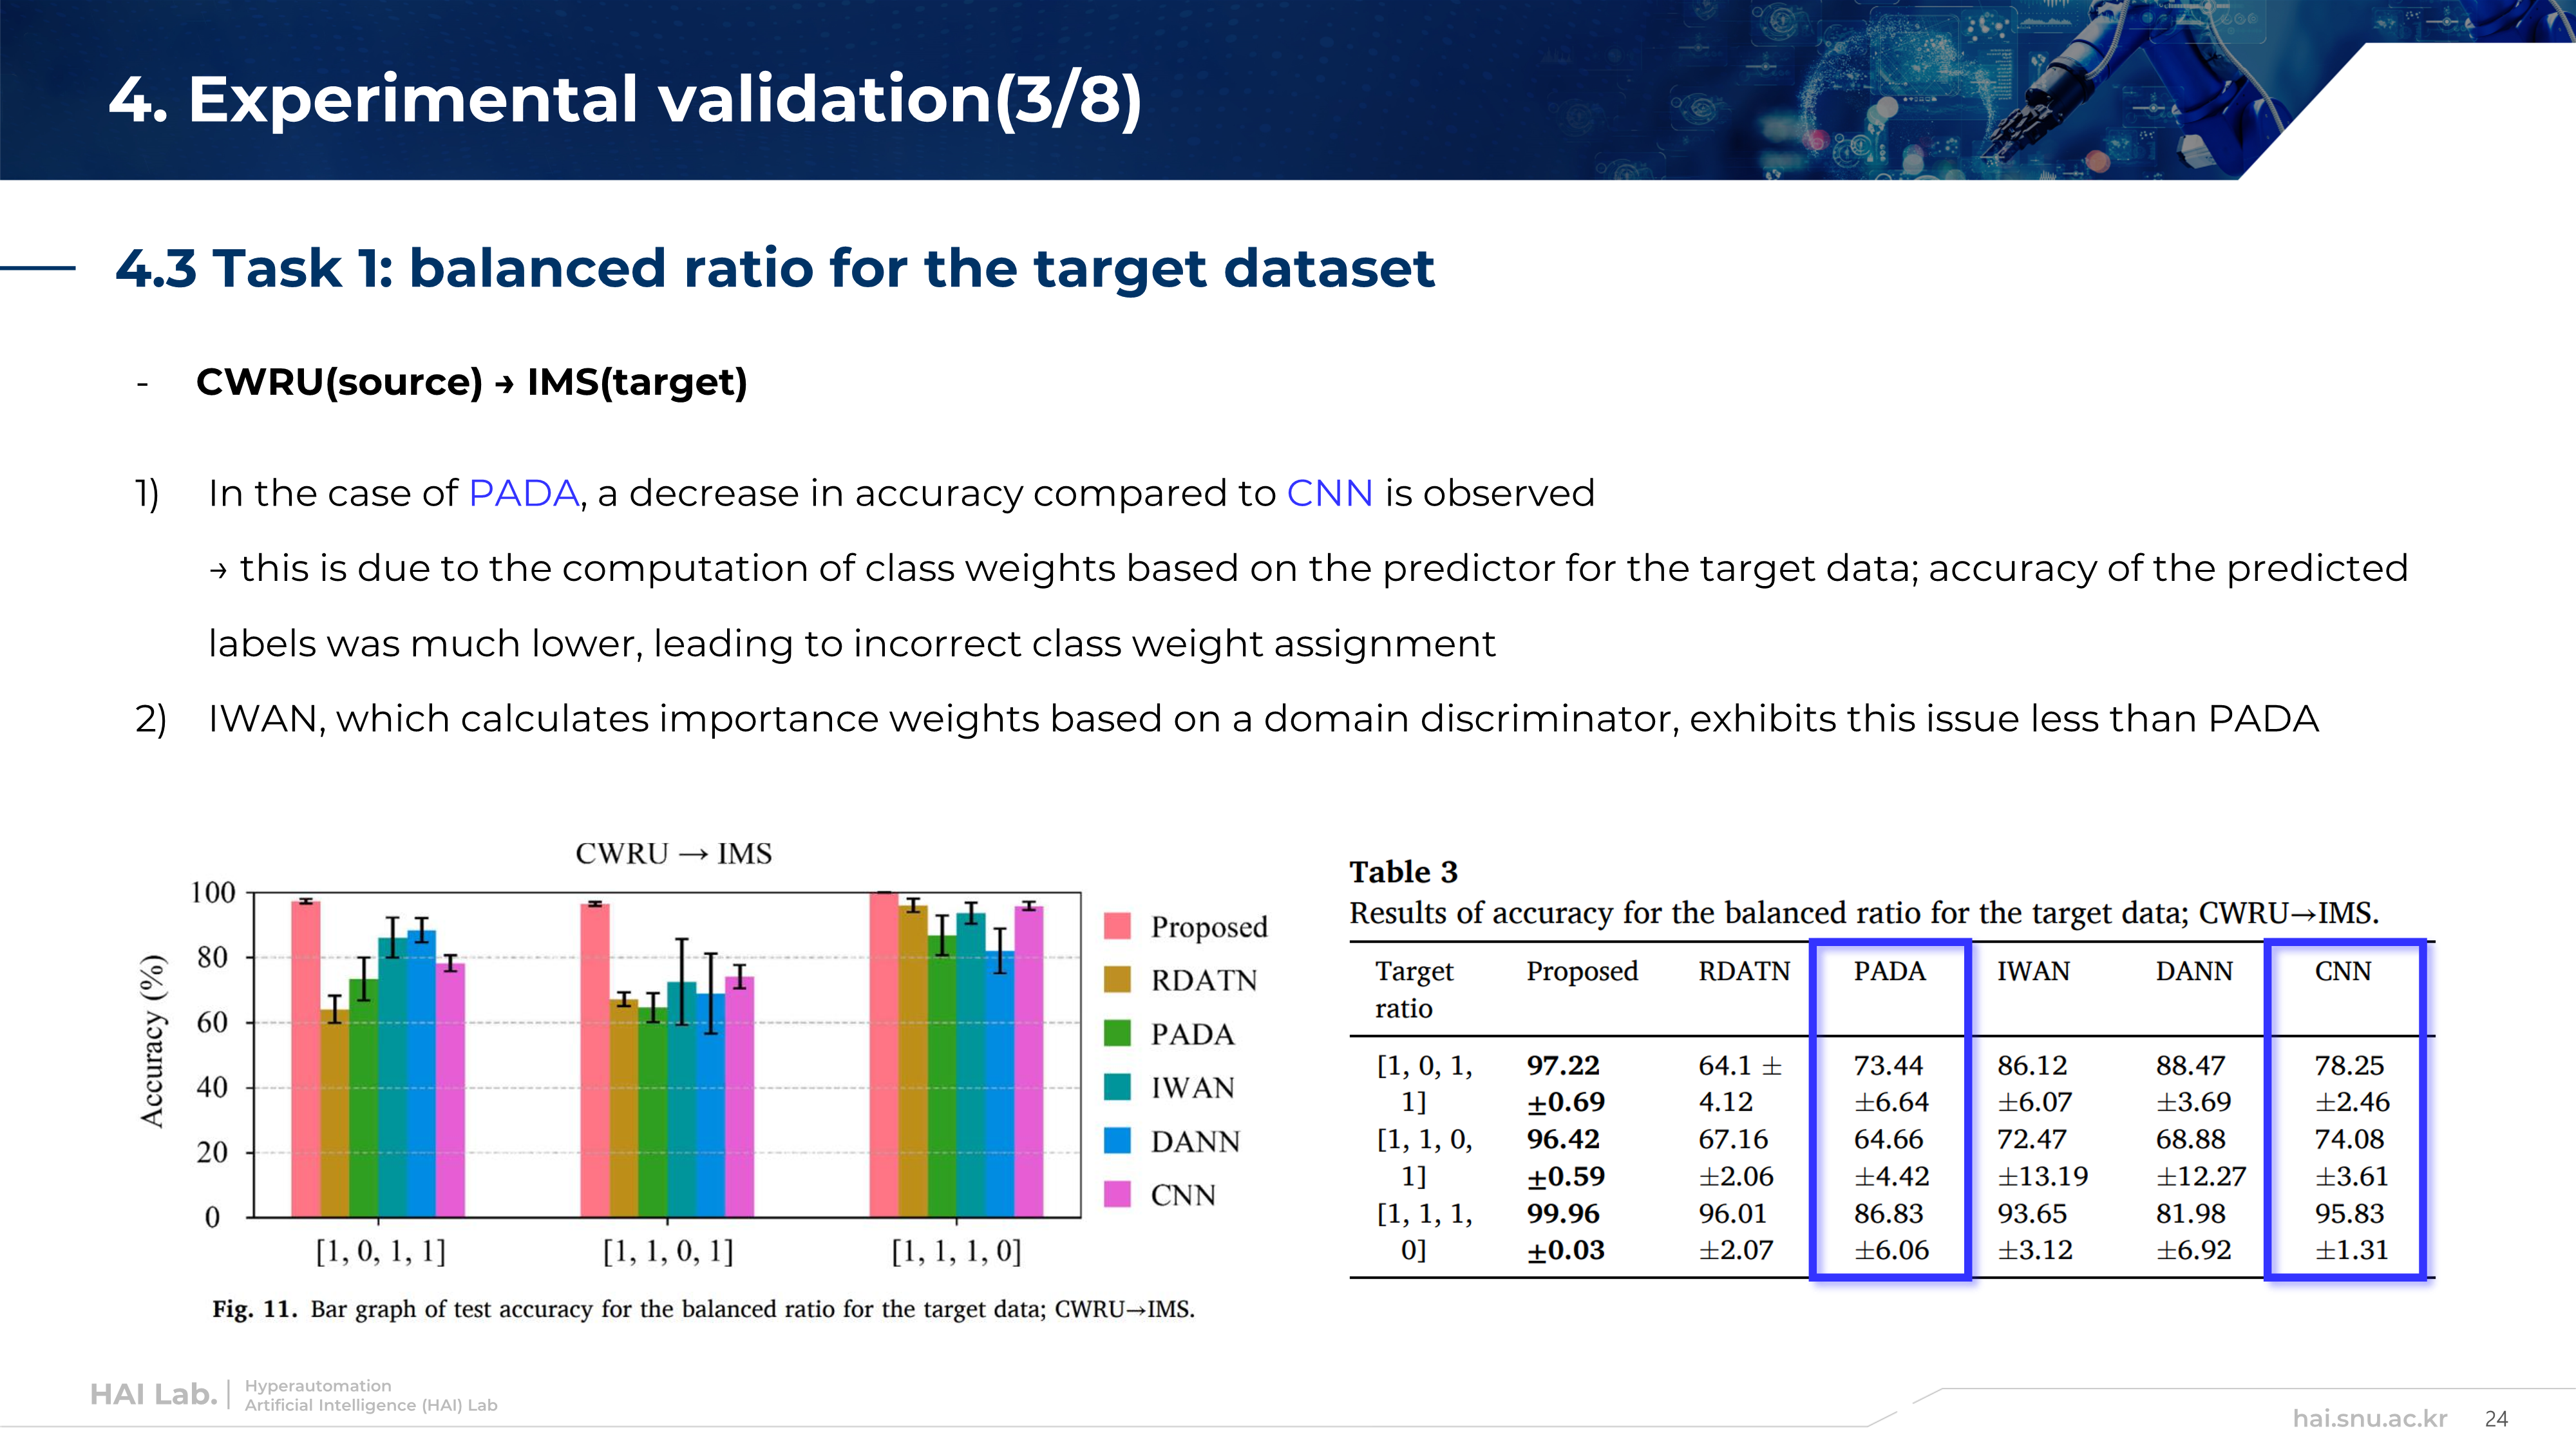 4. Experimental validation(3/8)
4.3 Task 1: balanced ratio for the target dataset
- CWRU(source) → IMS(target)
1) In the case of PADA, a decrease in accuracy compared to CNN is observed
→ this is due to the computation of class weights based on the predictor for the target data; accuracy of the predicted
labels was much lower, leading to incorrect class weight assignment
2) IWAN, which calculates importance weights based on a domain discriminator, exhibits this issue less than PADA
CWRU → IMS
Accuracy (%)
100
80
60
40
20
0
[1, 0, 1, 1] [1, 1, 0, 1] [1, 1, 1, 0]
Proposed
RDATN
PADA
IWAN
DANN
CNN
Fig. 11. Bar graph of test accuracy for the balanced ratio for the target data; CWRU→IMS.
Table 3
Results of accuracy for the balanced ratio for the target data; CWRU→IMS.
Target Proposed RDATN PADA IWAN DANN CNN
ratio
[1, 0, 1, 97.22 64.1 ± 73.44 86.12 88.47 78.25
1] ±0.69 4.12 ±6.64 ±6.07 ±3.69 ±2.46
[1, 1, 0, 96.42 67.16 64.66 72.47 68.88 74.08
1] ±0.59 ±2.06 ±4.42 ±13.19 ±12.27 ±3.61
[1, 1, 1, 99.96 96.01 86.83 93.65 81.98 95.83
0] ±0.03 ±2.07 ±6.06 ±3.12 ±6.92 ±1.31
HAI Lab.
Hyperautomation
Artificial Intelligence (HAI) Lab
hai.snu.ac.kr 24